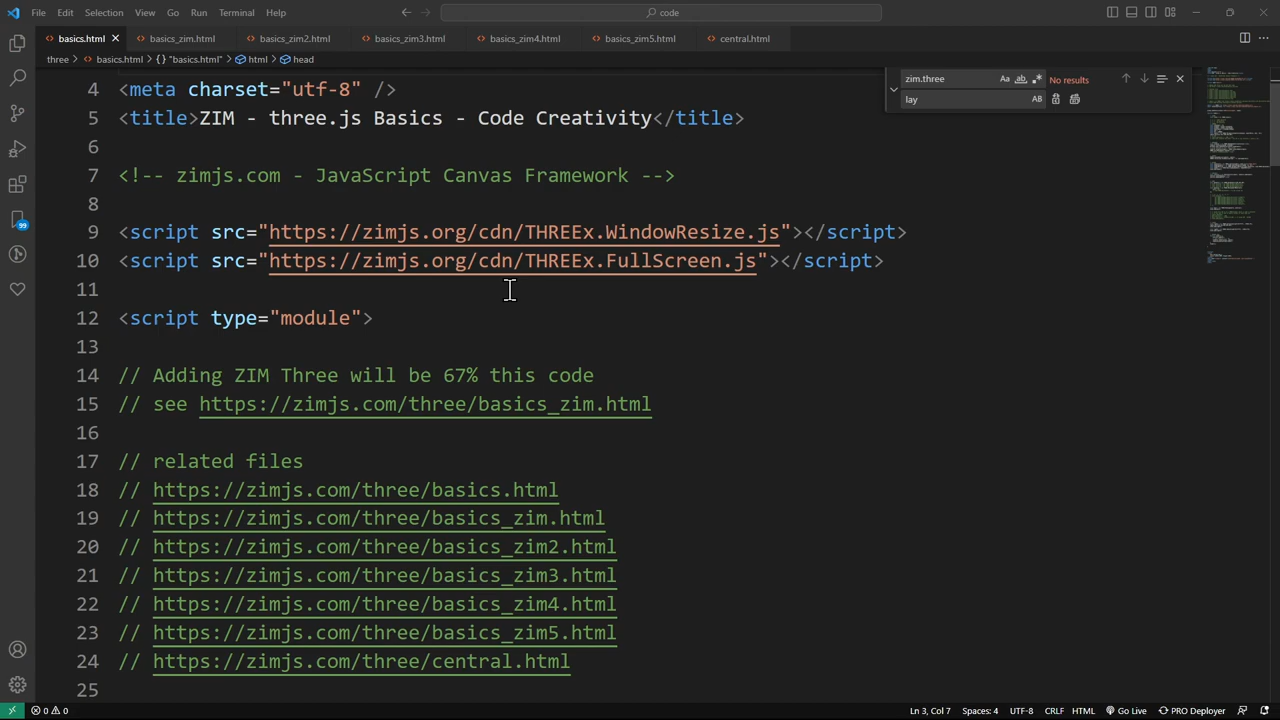 File Edit Selection View Go Run Terminal Help
code
basics.html basics_zim.html basics_zim2.html basics_zim3.html basics_zim4.html basics_zim5.html central.html
three > basics.html > {} "basics.html" > html > head
zim.three Aa ab No results
lay AB
4 <meta charset="utf-8" />
5 <title>ZIM - three.js Basics - Code Creativity</title>
6
7 <!-- zimjs.com - JavaScript Canvas Framework -->
8
9 <script src="https://zimjs.org/cdn/THREEx.WindowResize.js"></script>
10 <script src="https://zimjs.org/cdn/THREEx.FullScreen.js"></script>
11
12 <script type="module">
13
14 // Adding ZIM Three will be 67% this code
15 // see https://zimjs.com/three/basics_zim.html
16
17 // related files
18 // https://zimjs.com/three/basics.html
19 // https://zimjs.com/three/basics_zim.html
20 // https://zimjs.com/three/basics_zim2.html
21 // https://zimjs.com/three/basics_zim3.html
22 // https://zimjs.com/three/basics_zim4.html
23 // https://zimjs.com/three/basics_zim5.html
24 // https://zimjs.com/three/central.html
25
99
0 0 Ln 3, Col 7 Spaces: 4 UTF-8 CRLF HTML Go Live PRO Deployer